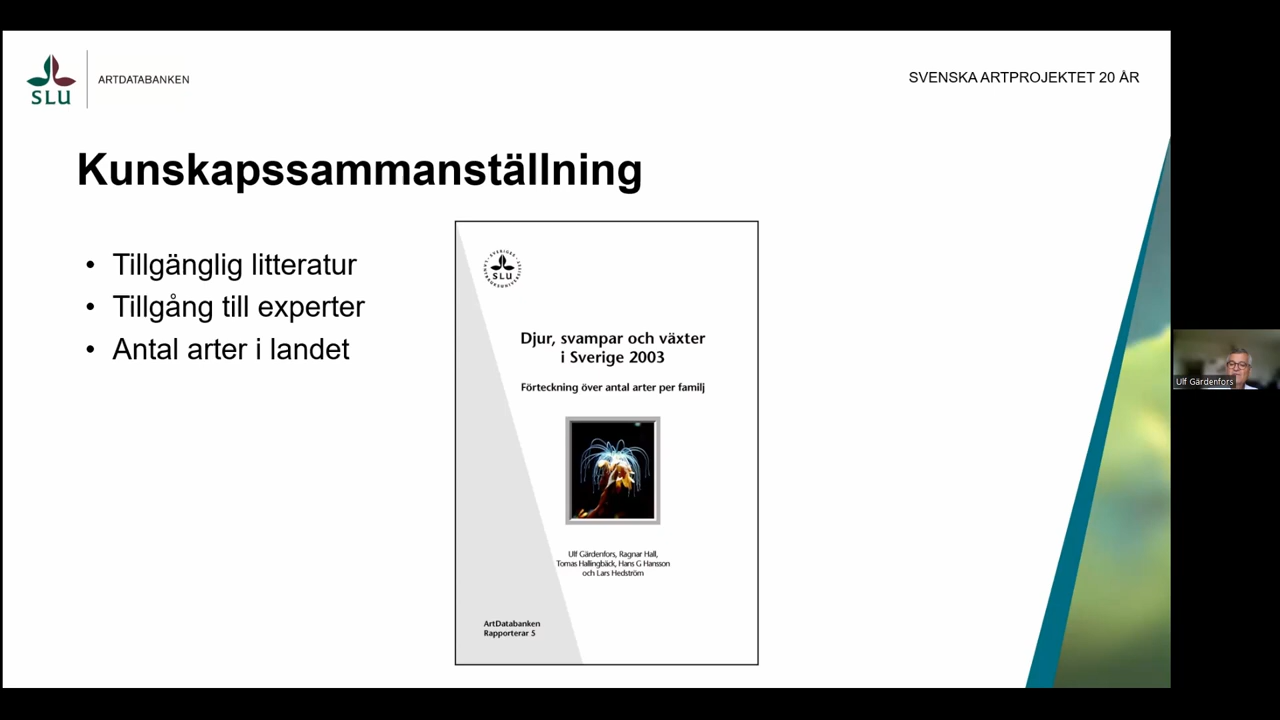 SLU
ARTDATABANKEN
SVENSKA ARTPROJEKTET 20 ÅR
Kunskapssammanställning
• Tillgänglig litteratur
• Tillgång till experter
• Antal arter i landet
SLU
Djur, svampar och växter
i Sverige 2003
Förteckning över antal arter per familj
Ulf Gärdenfors, Ragnar Hall,
Tomas Hallingbäck, Hans G Hansson
och Lars Hedström
ArtDatabanken
Rapporterar 5
Ulf Gärdenfors